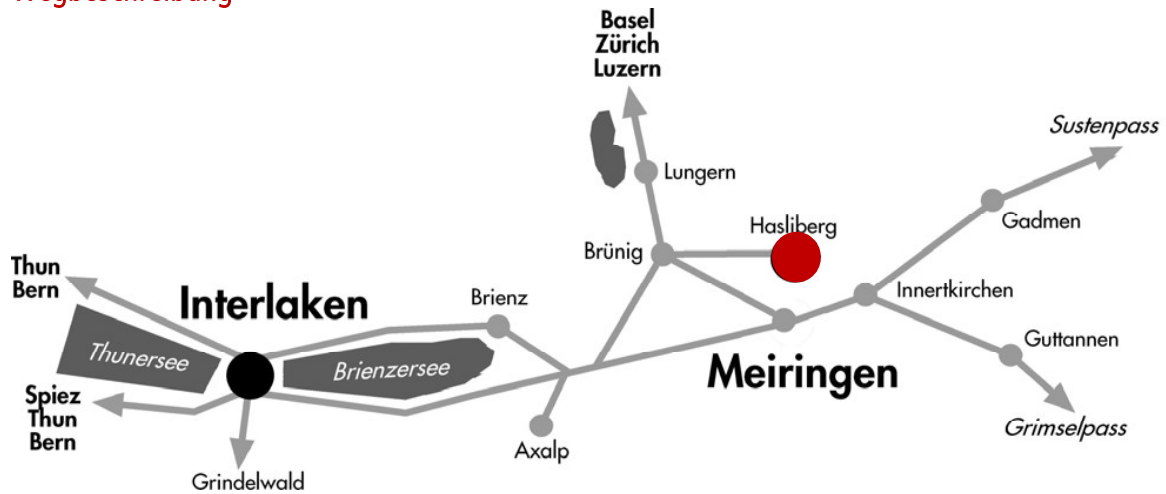 Wegbeschreibung
Basel
Zürich
Luzern
Sustenpass
Lungern
Gadmen
Hasliberg
Brünig
Thun
Bern
Interlaken
Brienz
Innertkirchen
Guttannen
Thunersee
Brienzersee
Meiringen
Spiez
Thun
Bern
Grimselpass
Axalp
Grindelwald